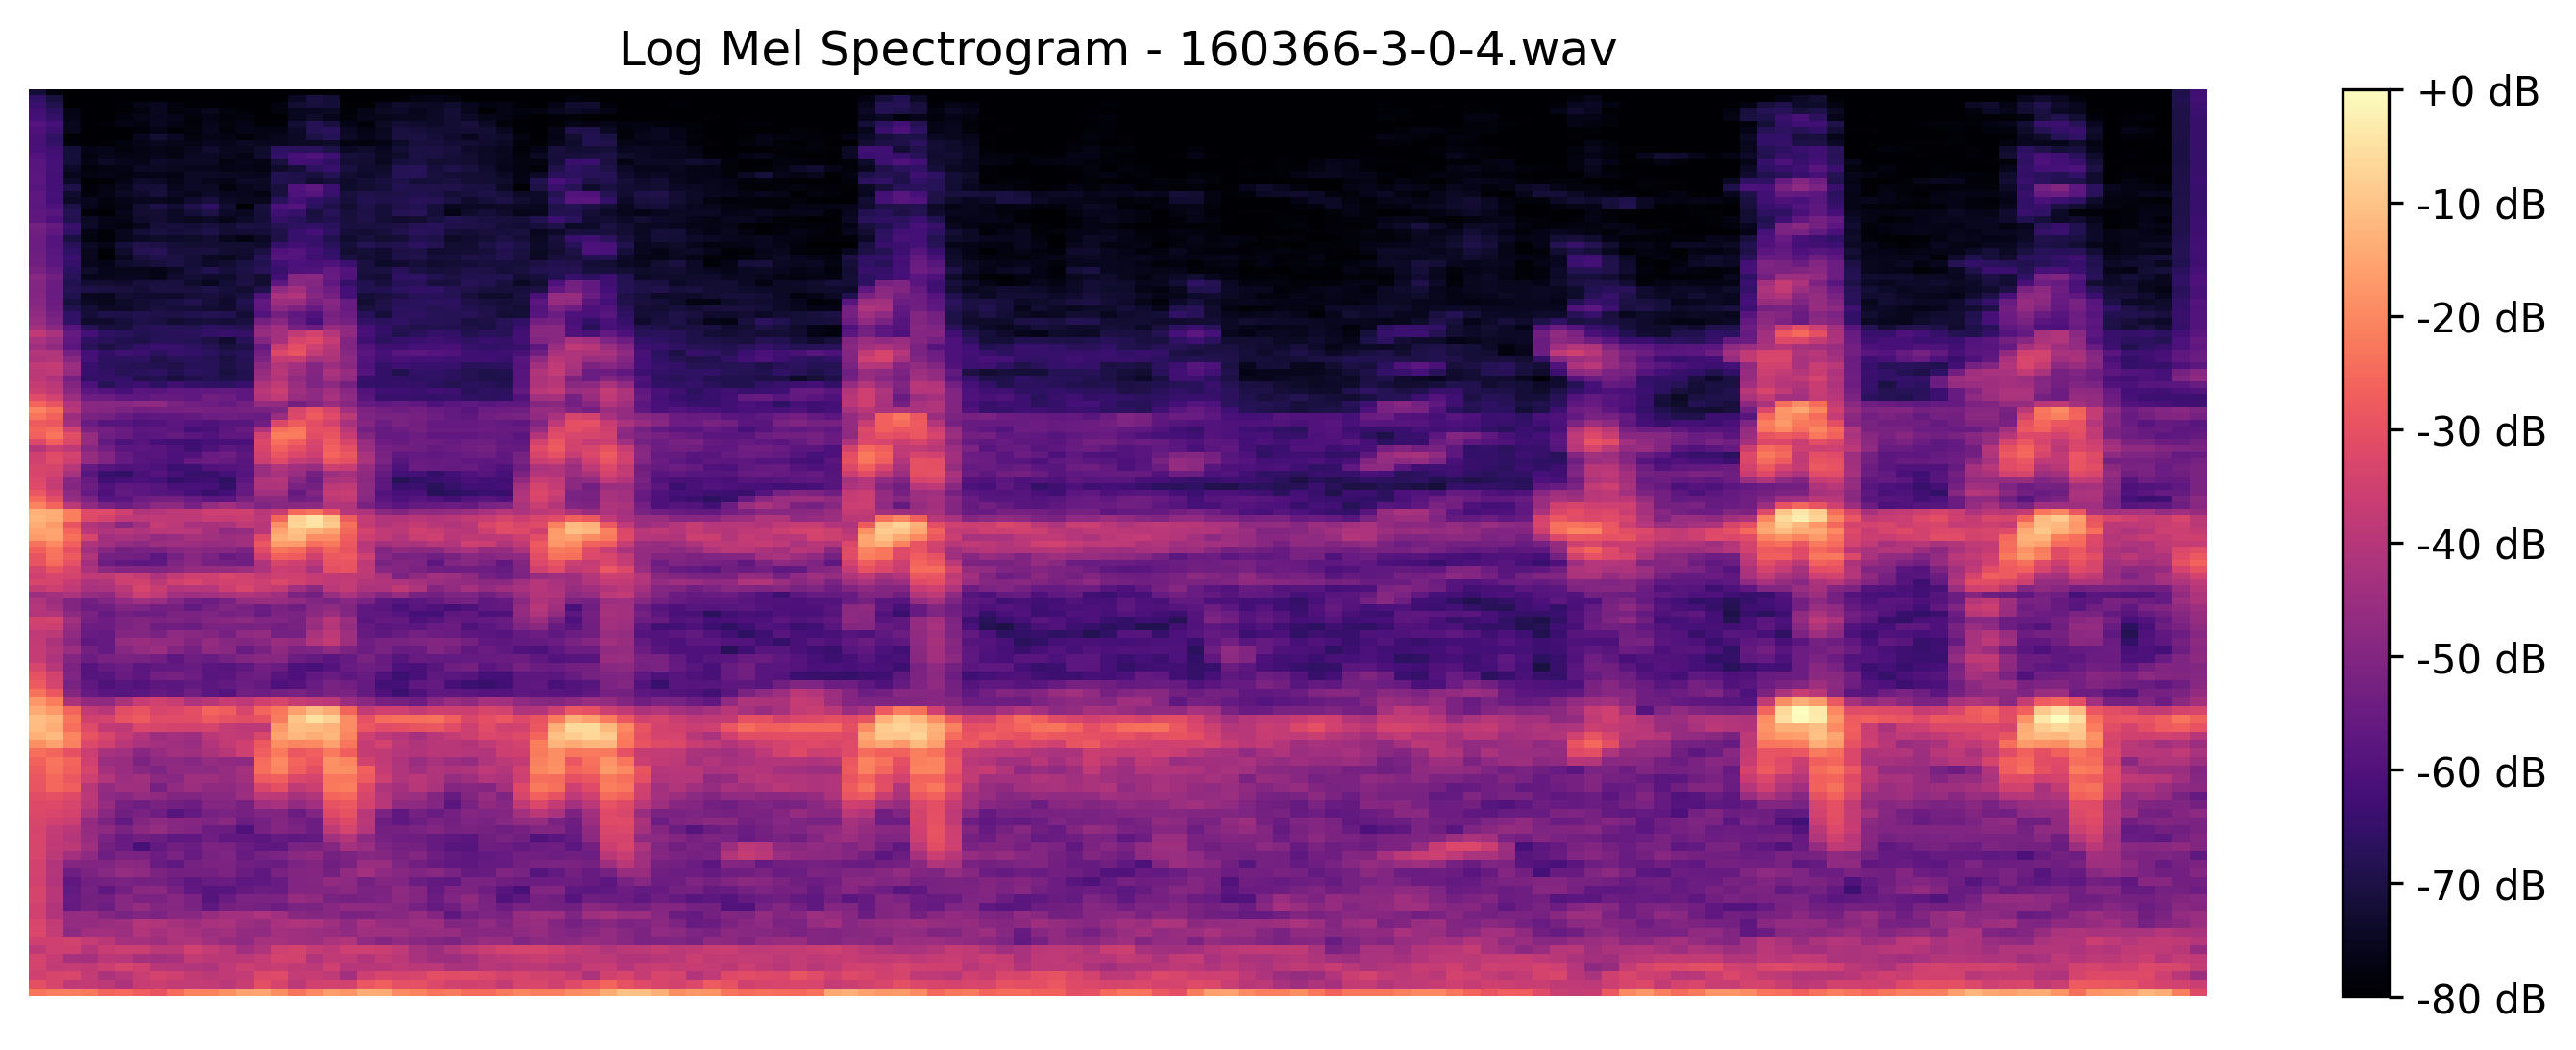 Log Mel Spectrogram - 160366-3-0-4.wav
+0 dB
-10 dB
-20 dB
-30 dB
-40 dB
-50 dB
-60 dB
-70 dB
-80 dB